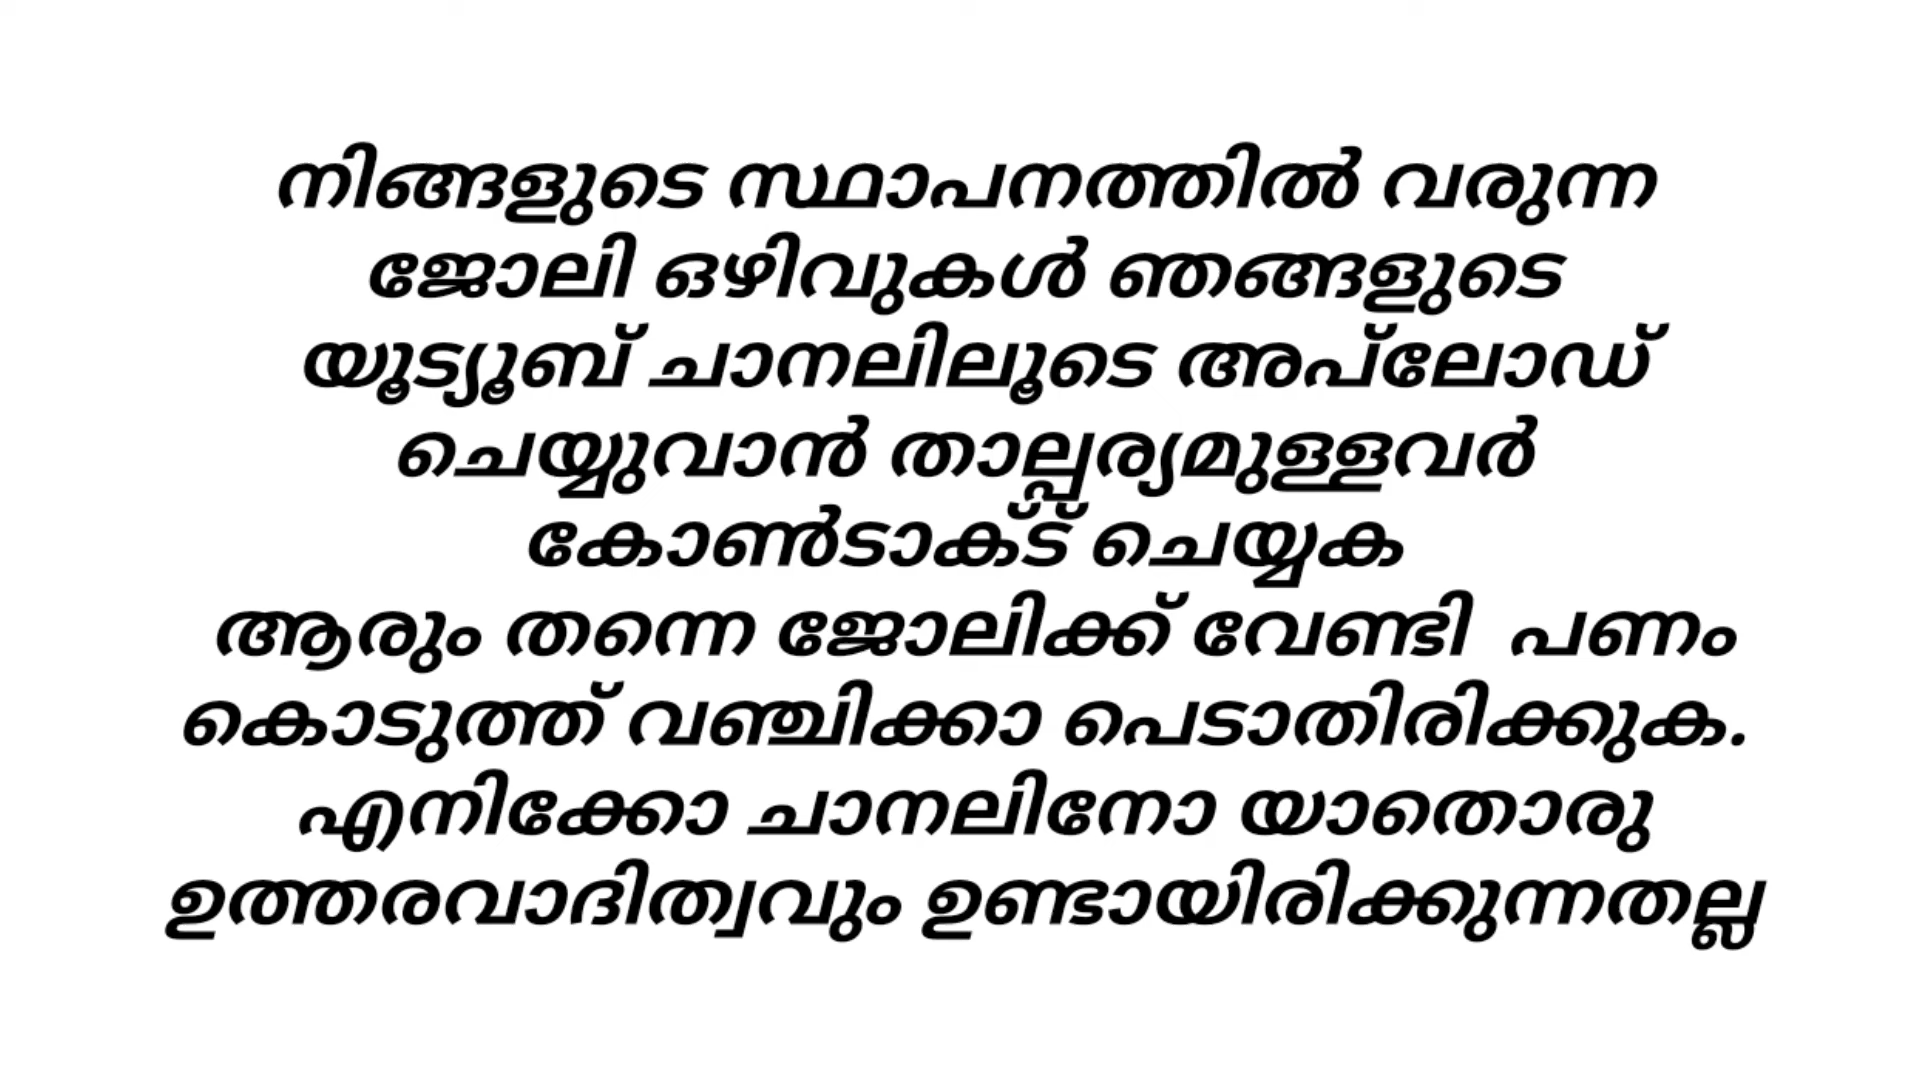 നിങ്ങളുടെ സ്ഥാപനത്തിൽ വരുന്ന
ജോലി ഒഴിവുകൾ ഞങ്ങളുടെ
യൂട്യൂബ് ചാനലിലൂടെ അപ്‌ലോഡ്
ചെയ്യുവാൻ താല്പര്യമുള്ളവർ
കോൺടാക്ട് ചെയ്യക
ആരും തന്നെ ജോലിക്ക് വേണ്ടി  പണം
കൊടുത്ത് വഞ്ചിക്കാ പെടാതിരിക്കുക.
എനിക്കോ ചാനലിനോ യാതൊരു
ഉത്തരവാദിത്വവും ഉണ്ടായിരിക്കുന്നതല്ല